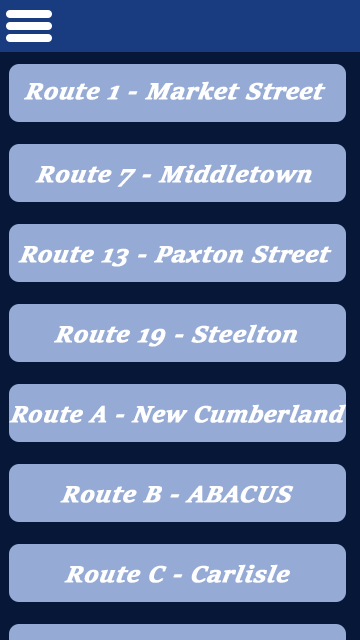 Route 1 - Market Street
Route 7 - Middletown
Route 13 - Paxton Street
Route 19 - Steelton
Route A - New Cumberland
Route B - ABACUS
Route C - Carlisle